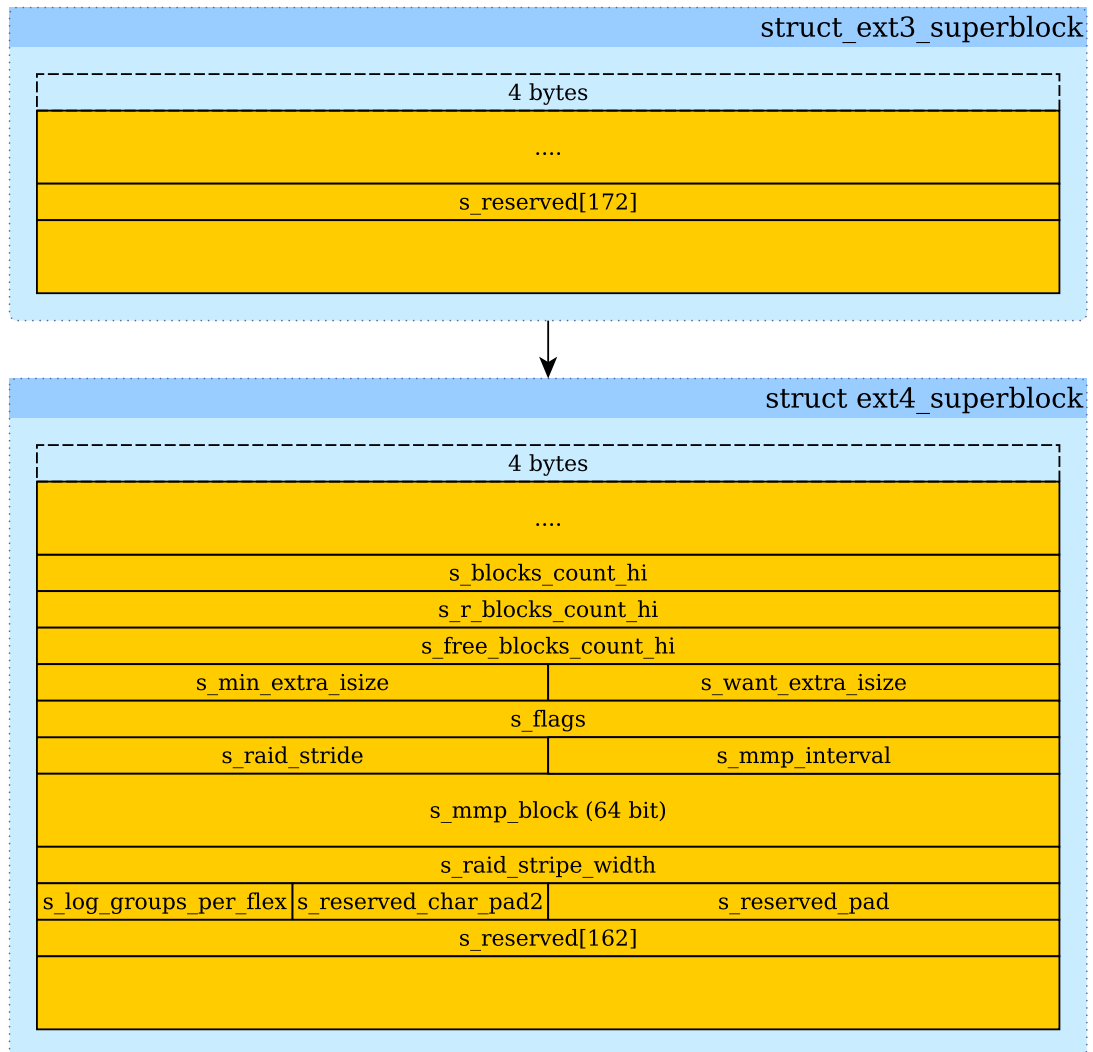 struct_ext3_superblock
4 bytes
....
s_reserved[172]
struct ext4_superblock
4 bytes
....
s_blocks_count_hi
s_r_blocks_count_hi
s_free_blocks_count_hi
s_min_extra_isize s_want_extra_isize
s_flags
s_raid_stride s_mmp_interval
s_mmp_block (64 bit)
s_raid_stripe_width
s_log_groups_per_flex s_reserved_char_pad2 s_reserved_pad
s_reserved[162]